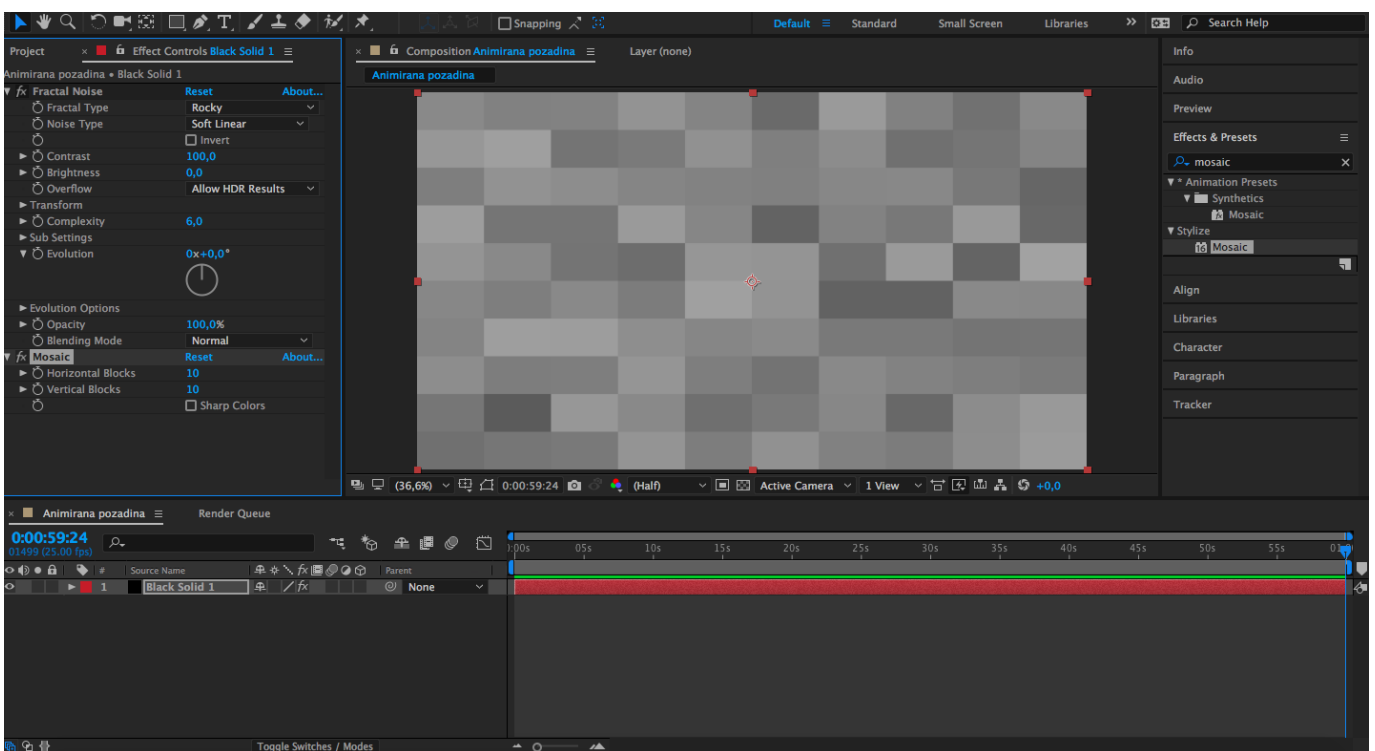 Snapping Default Standard Small Screen Libraries Search Help
Project Effect Controls Black Solid 1
Animirana pozadina • Black Solid 1
fx Fractal Noise Reset About...
Fractal Type Rocky
Noise Type Soft Linear
Invert
Contrast 100,0
Brightness 0,0
Overflow Allow HDR Results
Transform
Complexity 6,0
Sub Settings
Evolution 0x+0,0°
Evolution Options
Opacity 100,0%
Blending Mode Normal
fx Mosaic Reset About...
Horizontal Blocks 10
Vertical Blocks 10
Sharp Colors
Composition Animirana pozadina Layer (none)
Animirana pozadina
(36,6%) 0:00:59:24 (Half) Active Camera 1 View +0,0
Info
Audio
Preview
Effects & Presets
mosaic
* Animation Presets
Synthetics
Mosaic
Stylize
Mosaic
Align
Libraries
Character
Paragraph
Tracker
Animirana pozadina Render Queue
0:00:59:24
01499 (25.00 fps)
05s 10s 15s 20s 25s 30s 35s 40s 45s 50s 55s
# Source Name fx Parent
1 Black Solid 1 fx None
Toggle Switches / Modes